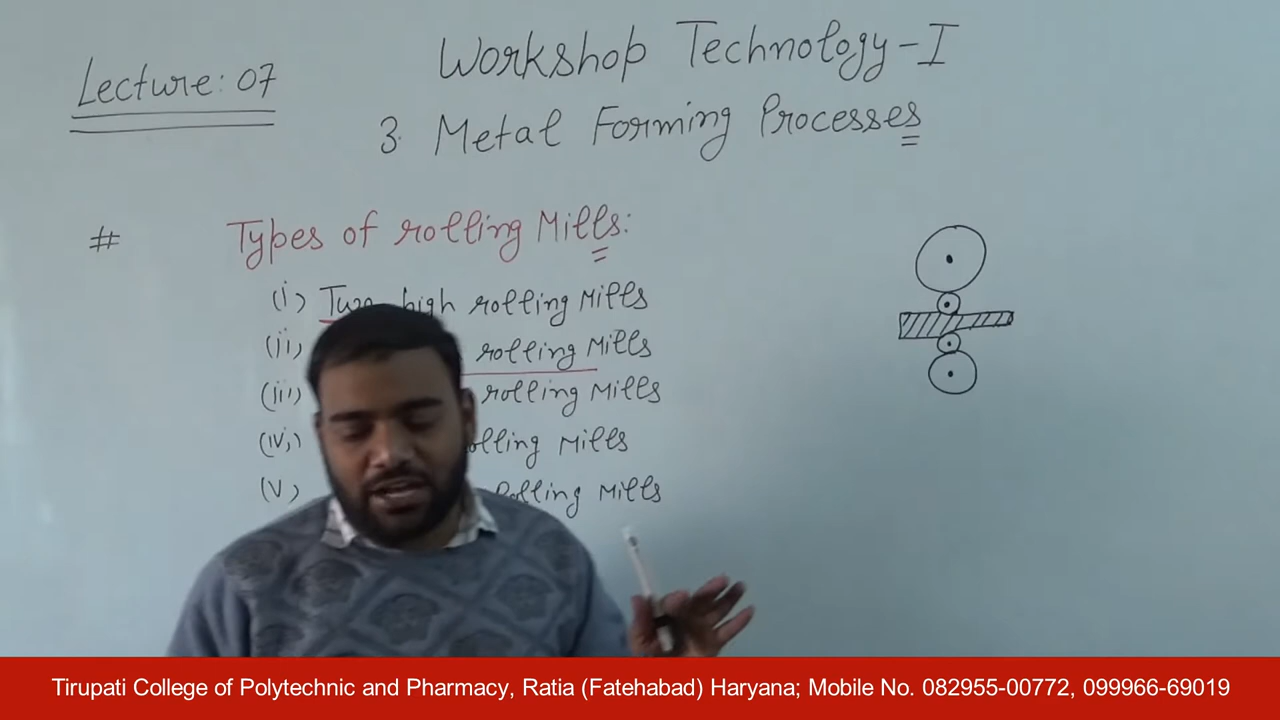 Workshop Technology-I
Lecture: 07
3. Metal Forming Processes
# Types of rolling Mills:
(i) Two high rolling Mills
(ii) rolling Mills
(iii) rolling Mills
(iv) rolling Mills
(v) Rolling Mills
Tirupati College of Polytechnic and Pharmacy, Ratia (Fatehabad) Haryana; Mobile No. 082955-00772, 099966-69019